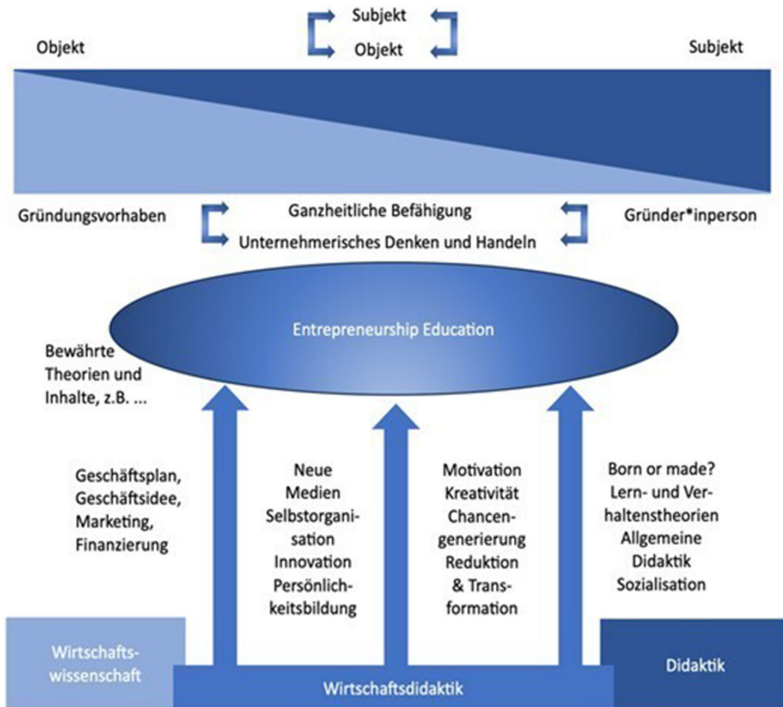 Subjekt
Objekt
Objekt
Subjekt
Gründungsvorhaben
Ganzheitliche Befähigung
Unternehmerisches Denken und Handeln
Gründer*inperson
Entrepreneurship Education
Bewährte
Theorien und
Inhalte, z.B. ...
Geschäftsplan,
Geschäftsidee,
Marketing,
Finanzierung
Neue
Medien
Selbstorgani-
sation
Innovation
Persönlich-
keitsbildung
Motivation
Kreativität
Chancen-
generierung
Reduktion
& Trans-
formation
Born or made?
Lern- und Ver-
haltenstheorien
Allgemeine
Didaktik
Sozialisation
Wirtschafts-
wissenschaft
Wirtschaftsdidaktik
Didaktik